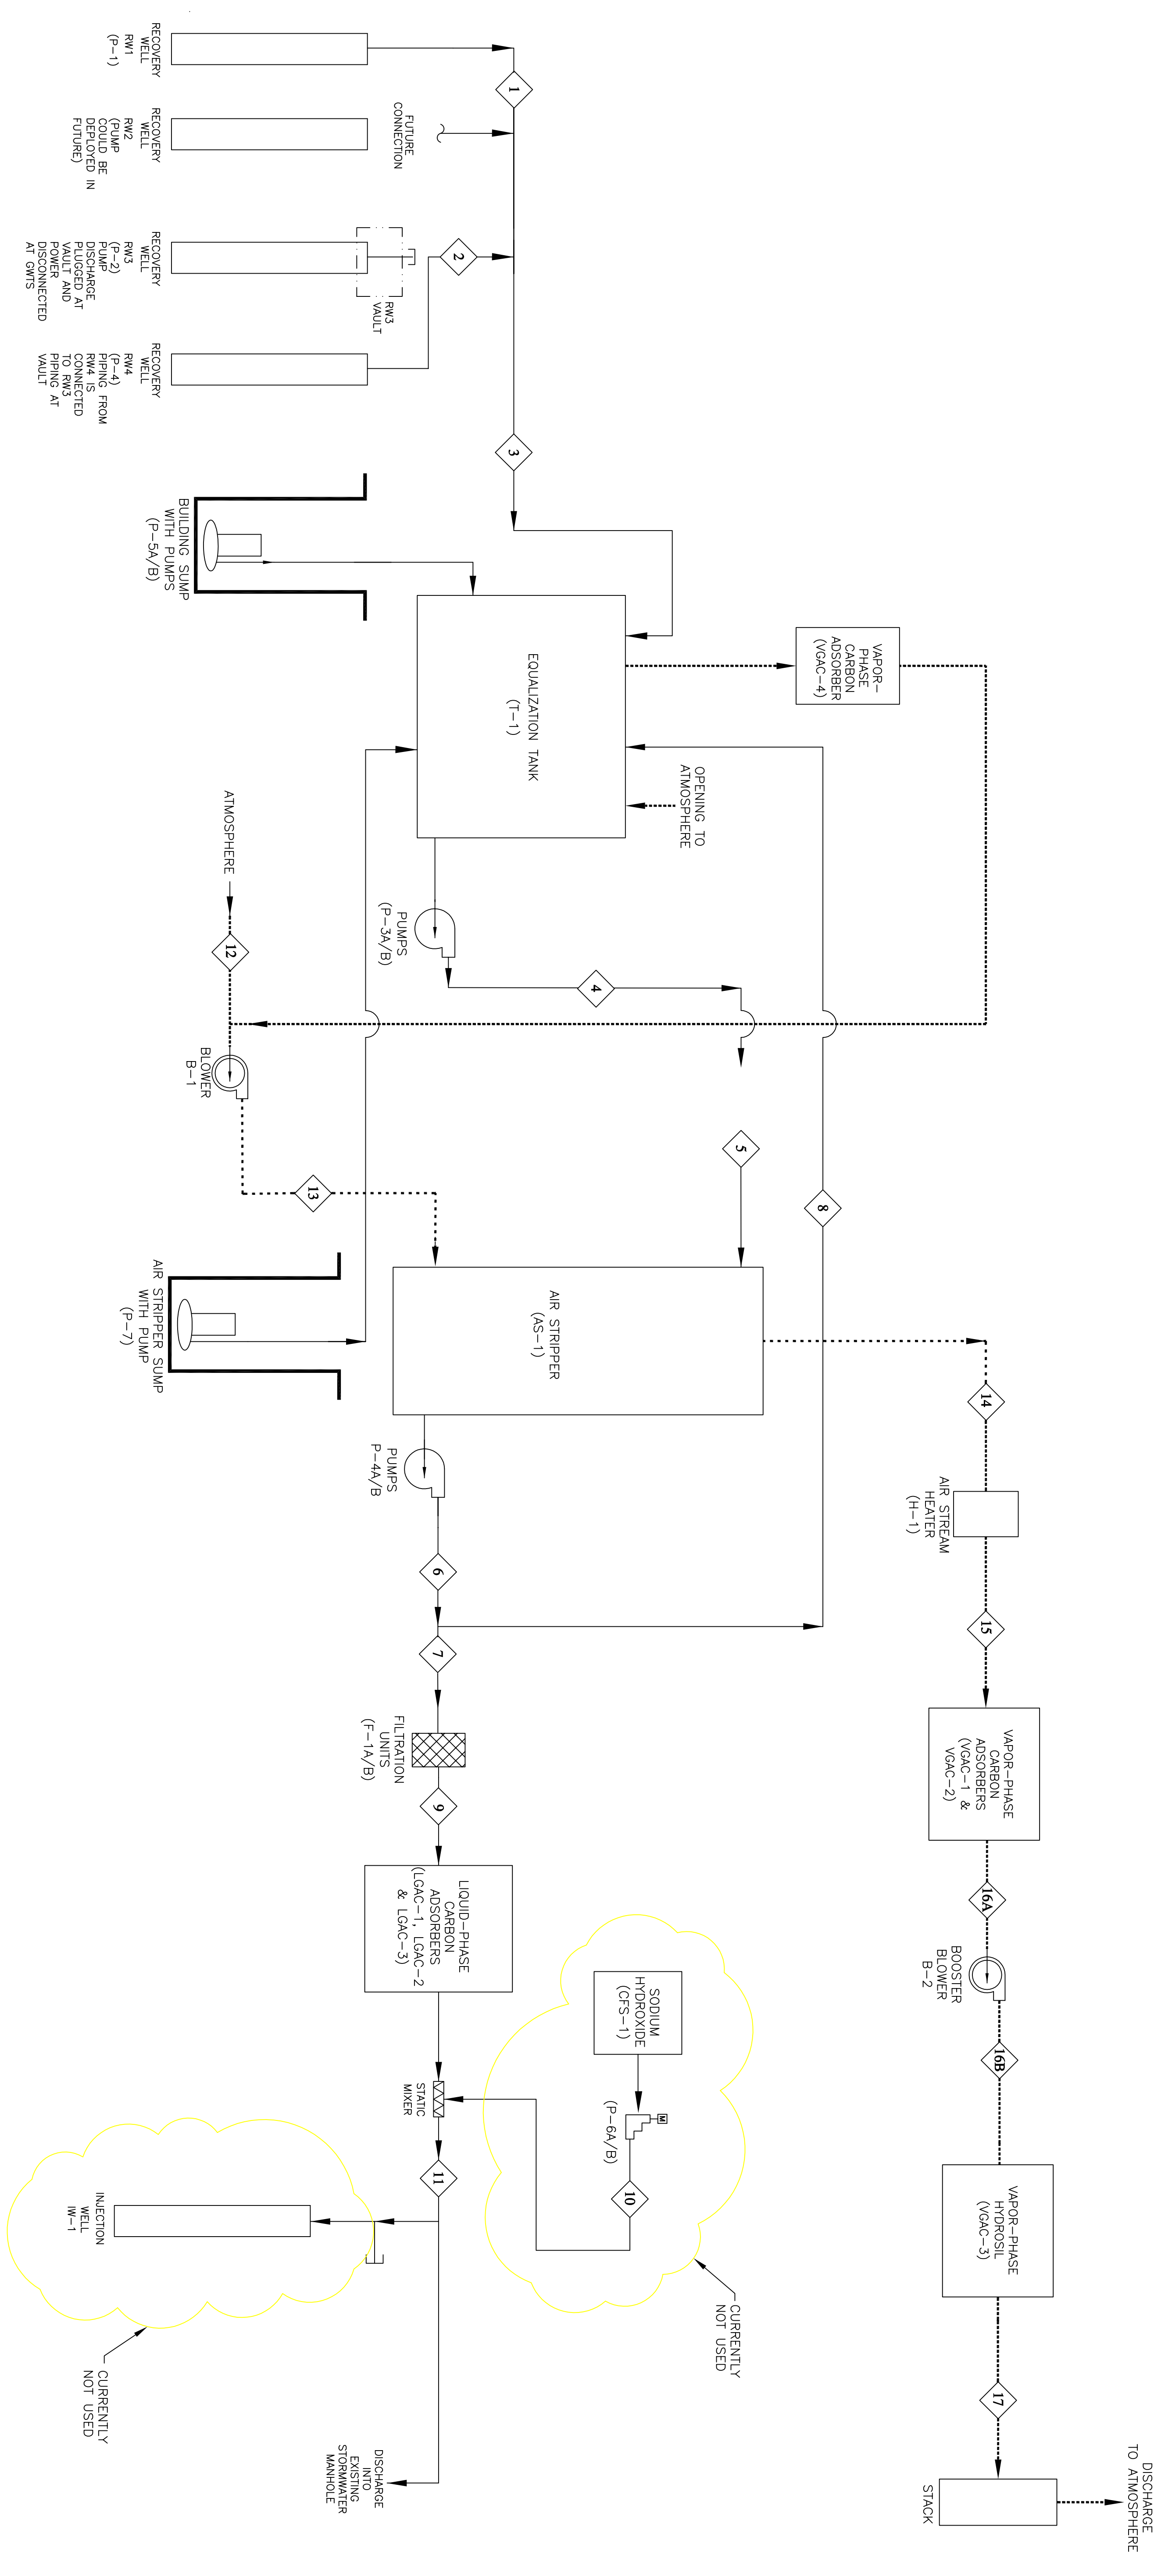 RECOVERY
WELL
RW1
(P-1)
RECOVERY
WELL
RW2
(PUMP
COULD BE
DEPLOYED IN
FUTURE)
RECOVERY
WELL
RW3
(P-2)
PUMP
DISCHARGE
PLUGGED AT
VAULT AND
POWER
DISCONNECTED
AT GWTS
RECOVERY
WELL
RW4
(P-4)
PIPING FROM
RW4 IS
CONNECTED
TO RW3
PIPING AT
VAULT
FUTURE
CONNECTION
RW3
VAULT
1
2
3
BUILDING SUMP
WITH PUMPS
(P-5A/B)
EQUALIZATION TANK
(T-1)
VAPOR-
PHASE
CARBON
ADSORBER
(VGAC-4)
OPENING TO
ATMOSPHERE
PUMPS
(P-3A/B)
4
ATMOSPHERE
12
BLOWER
B-1
13
5
8
AIR STRIPPER
(AS-1)
AIR STRIPPER SUMP
WITH PUMP
(P-7)
PUMPS
P-4A/B
6
7
14
AIR STREAM
HEATER
(H-1)
15
VAPOR-PHASE
CARBON
ADSORBERS
(VGAC-1 &
VGAC-2)
16A
BOOSTER
BLOWER
B-2
16B
VAPOR-PHASE
HYDROSIL
(VGAC-3)
17
STACK
DISCHARGE
TO ATMOSPHERE
FILTRATION
UNITS
(F-1A/B)
9
LIQUID-PHASE
CARBON
ADSORBERS
(LGAC-1, LGAC-2
& LGAC-3)
SODIUM
HYDROXIDE
(CFS-1)
M
(P-6A/B)
10
CURRENTLY
NOT USED
STATIC
MIXER
11
INJECTION
WELL
IW-1
CURRENTLY
NOT USED
DISCHARGE
INTO
EXISTING
STORMWATER
MANHOLE